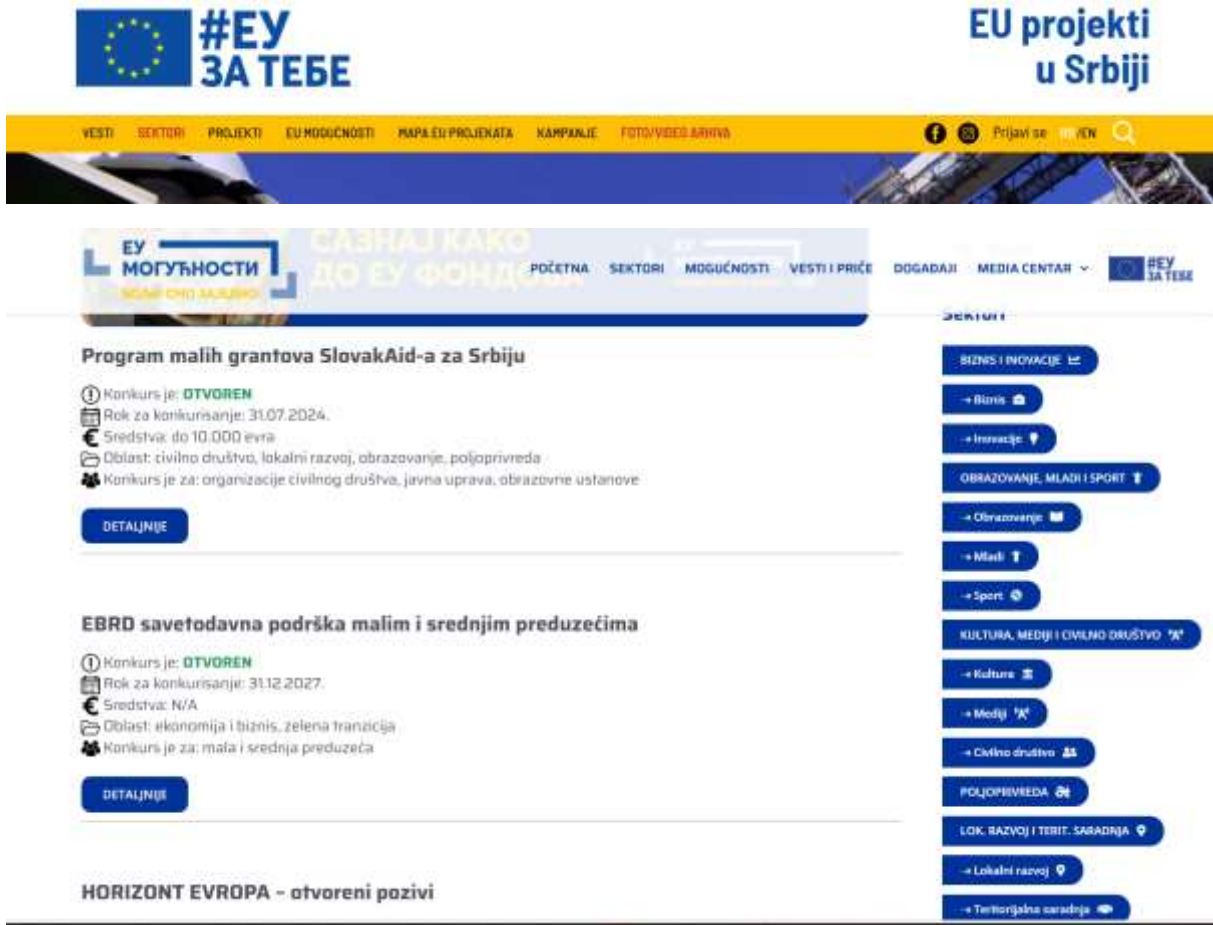 #ЕУ
ЗА ТЕБЕ
EU projekti
u Srbiji
VESTI SEKTORI PROJEKTI EU MOGUĆNOSTI MAPA EU PROJEKATA KAMPANJE FOTO/VIDEO ARHIVA
Prijavi se /EN
ЕУ
МОГУЋНОСТИ
САЗНАЈ КАКО
ДО ЕУ ФОНДОВА
POČETNA SEKTORI MOGUĆNOSTI VESTI I PRIČE DOGAĐAJI MEDIA CENTAR
#ЕУ
ЗА ТЕБЕ
Sektori
Program malih grantova SlovakAid-a za Srbiju
Konkurs je: OTVOREN
Rok za konkurisanje: 31.07.2024.
Sredstva: do 10.000 evra
Oblast: civilno društvo, lokalni razvoj, obrazovanje, poljoprivreda
Konkurs je za: organizacije civilnog društva, javna uprava, obrazovne ustanove
DETALJNIJE
EBRD savetodavna podrška malim i srednjim preduzećima
Konkurs je: OTVOREN
Rok za konkurisanje: 31.12.2027.
Sredstva: N/A
Oblast: ekonomija i biznis, zelena tranzicija
Konkurs je za: mala i srednja preduzeća
DETALJNIJE
HORIZONT EVROPA – otvoreni pozivi
BIZNIS I INOVACIJE
→ Biznis
→ Inovacije
OBRAZOVANJE, MLADI I SPORT
→ Obrazovanje
→ Mladi
→ Sport
KULTURA, MEDIJI I CIVILNO DRUŠTVO
→ Kultura
→ Mediji
→ Civilno društvo
POLJOPRIVREDA
LOK. RAZVOJ I TERIT. SARADNJA
→ Lokalni razvoj
→ Teritorijalna saradnja